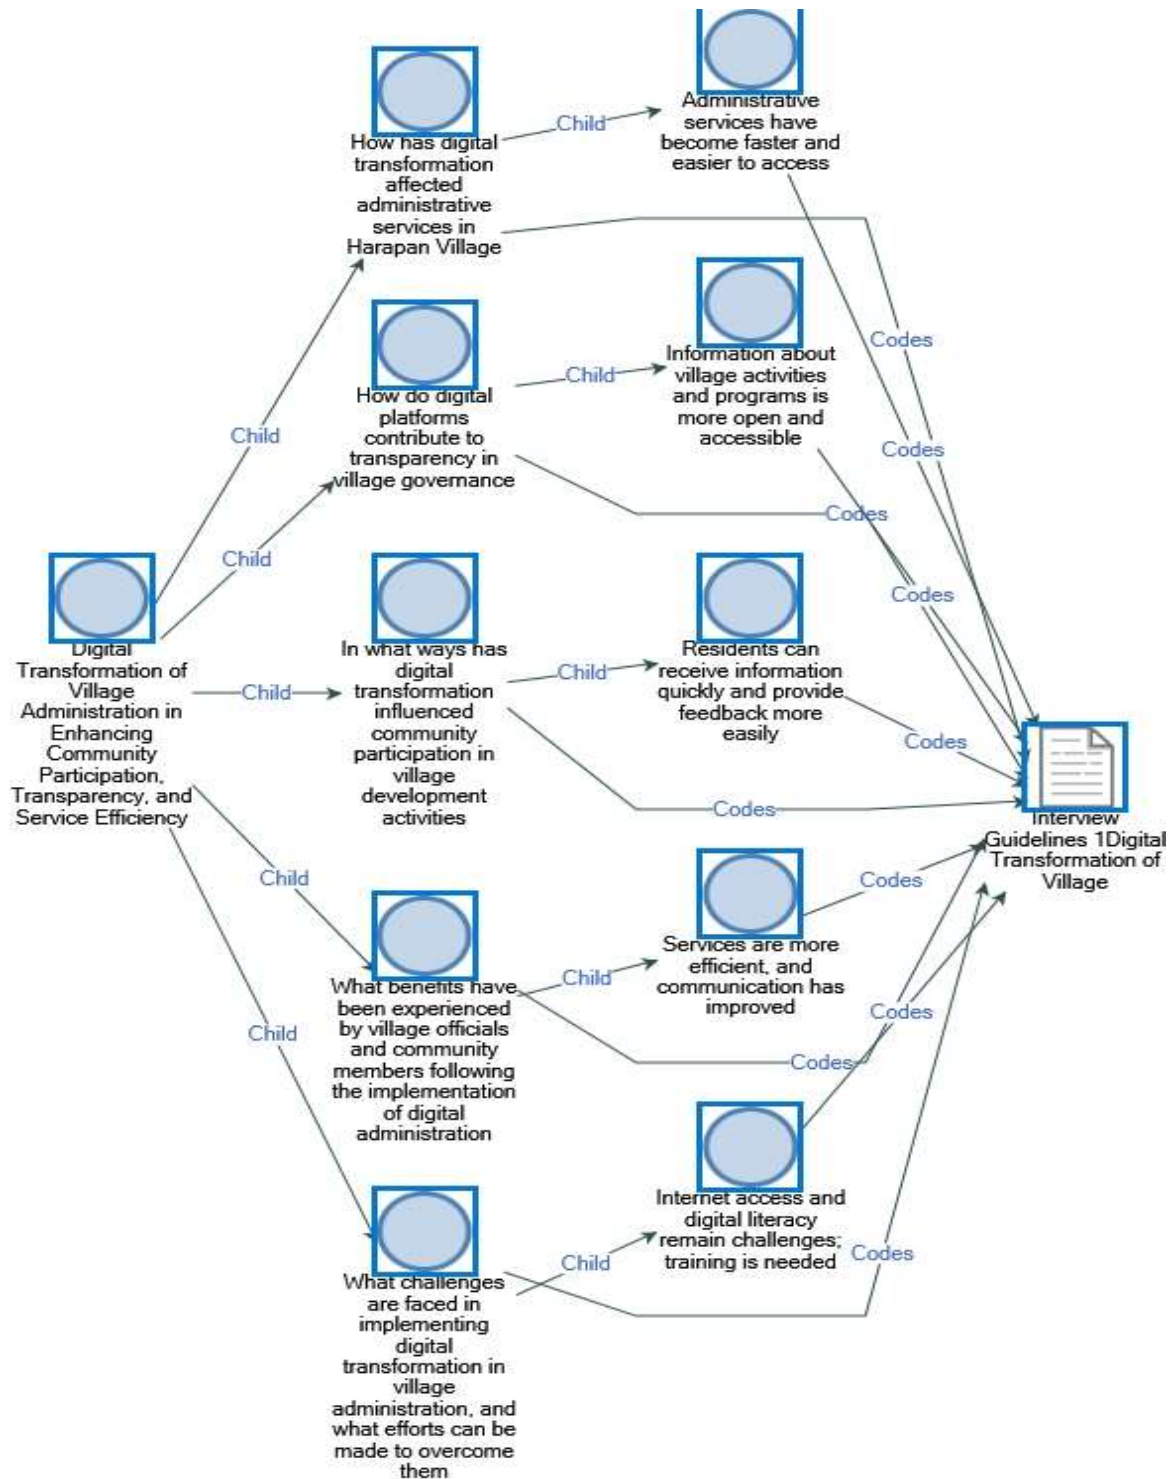 How has digital
transformation
affected
administrative
services in
Harapan Village
Child
Administrative
services have
become faster and
easier to access
How do digital
platforms
contribute to
transparency in
village governance
Child
Information about
village activities
and programs is
more open and
accessible
Codes
Codes
Codes
Codes
Child
Child
Digital
Transformation of
Village
Administration in
Enhancing
Community
Participation,
Transparency, and
Service Efficiency
Child
In what ways has
digital
transformation
influenced
community
participation in
village
development
activities
Child
Residents can
receive information
quickly and provide
feedback more
easily
Codes
Codes
Interview
Guidelines 1Digital
Transformation of
Village
Child
What benefits have
been experienced
by village officials
and community
members following
the implementation
of digital
administration
Child
Services are more
efficient, and
communication has
improved
Codes
Codes
Codes
Child
What challenges
are faced in
implementing
digital
transformation in
village
administration, and
what efforts can be
made to overcome
them
Child
Internet access and
digital literacy
remain challenges;
training is needed
Codes